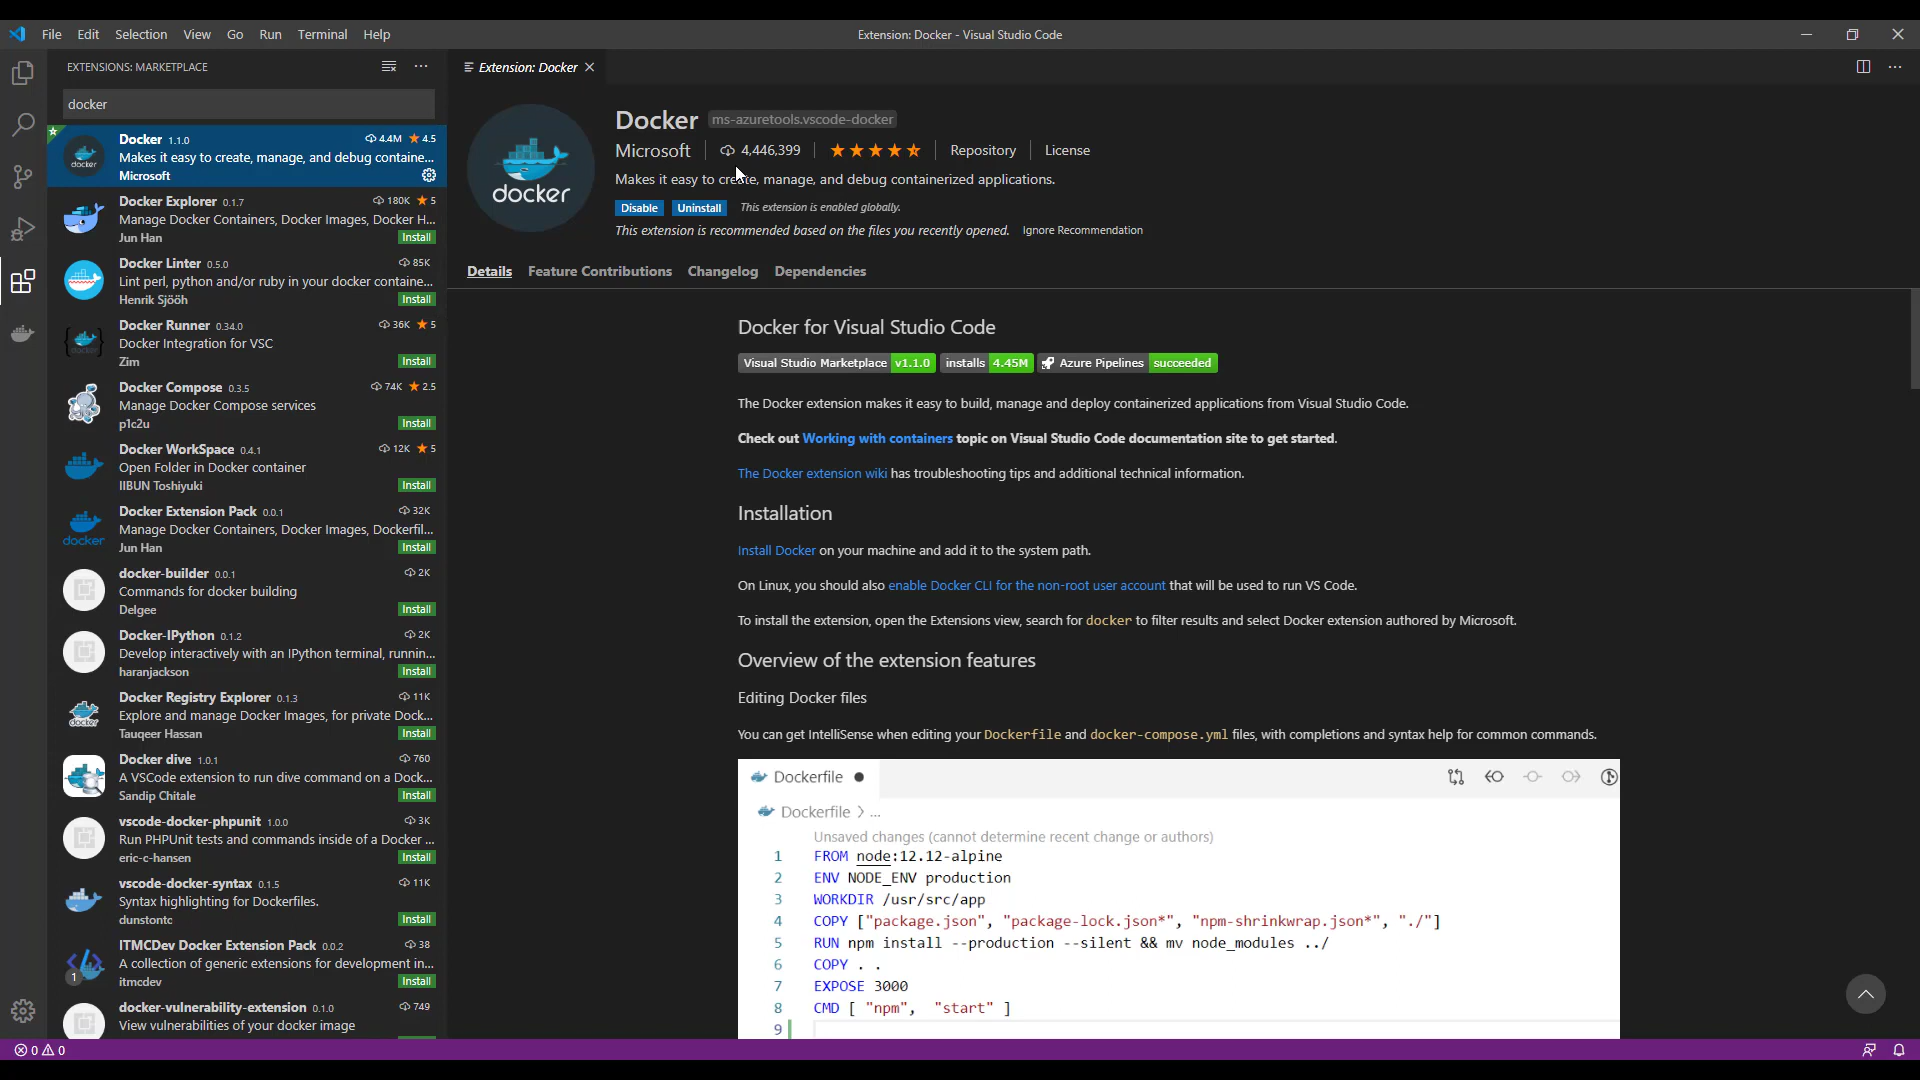 File Edit Selection View Go Run Terminal Help
Extension: Docker - Visual Studio Code
EXTENSIONS: MARKETPLACE
docker
Docker 1.1.0 4.4M 4.5
Makes it easy to create, manage, and debug containe...
Microsoft
Docker Explorer 0.1.7 180K 5
Manage Docker Containers, Docker Images, Docker H...
Jun Han Install
Docker Linter 0.5.0 85K
Lint perl, python and/or ruby in your docker containe...
Henrik Sjööh Install
Docker Runner 0.34.0 36K 5
Docker Integration for VSC
Zim Install
Docker Compose 0.3.5 74K 2.5
Manage Docker Compose services
p1c2u Install
Docker WorkSpace 0.4.1 12K 5
Open Folder in Docker container
IIBUN Toshiyuki Install
Docker Extension Pack 0.0.1 32K
Manage Docker Containers, Docker Images, Dockerfil...
Jun Han Install
docker-builder 0.0.1 2K
Commands for docker building
Delgee Install
Docker-IPython 0.1.2 2K
Develop interactively with an IPython terminal, runnin...
haranjackson Install
Docker Registry Explorer 0.1.3 11K
Explore and manage Docker Images, for private Dock...
Tauqeer Hassan Install
Docker dive 1.0.1 760
A VSCode extension to run dive command on a Dock...
Sandip Chitale Install
vscode-docker-phpunit 1.0.0 3K
Run PHPUnit tests and commands inside of a Docker ...
eric-c-hansen Install
vscode-docker-syntax 0.1.5 11K
Syntax highlighting for Dockerfiles.
dunstontc Install
ITMCDev Docker Extension Pack 0.0.2 38
A collection of generic extensions for development in...
itmcdev Install
docker-vulnerability-extension 0.1.0 749
View vulnerabilities of your docker image
1
0 0
Extension: Docker
docker
Docker ms-azuretools.vscode-docker
Microsoft 4,446,399 Repository License
Makes it easy to create, manage, and debug containerized applications.
Disable Uninstall This extension is enabled globally.
This extension is recommended based on the files you recently opened. Ignore Recommendation
Details Feature Contributions Changelog Dependencies
Docker for Visual Studio Code
Visual Studio Marketplace v1.1.0 installs 4.45M Azure Pipelines succeeded
The Docker extension makes it easy to build, manage and deploy containerized applications from Visual Studio Code.
Check out Working with containers topic on Visual Studio Code documentation site to get started.
The Docker extension wiki has troubleshooting tips and additional technical information.
Installation
Install Docker on your machine and add it to the system path.
On Linux, you should also enable Docker CLI for the non-root user account that will be used to run VS Code.
To install the extension, open the Extensions view, search for docker to filter results and select Docker extension authored by Microsoft.
Overview of the extension features
Editing Docker files
You can get IntelliSense when editing your Dockerfile and docker-compose.yml files, with completions and syntax help for common commands.
Dockerfile
Dockerfile > ...
Unsaved changes (cannot determine recent change or authors)
1 FROM node:12.12-alpine
2 ENV NODE_ENV production
3 WORKDIR /usr/src/app
4 COPY ["package.json", "package-lock.json*", "npm-shrinkwrap.json*", "./"]
5 RUN npm install --production --silent && mv node_modules ../
6 COPY . .
7 EXPOSE 3000
8 CMD [ "npm", "start" ]
9